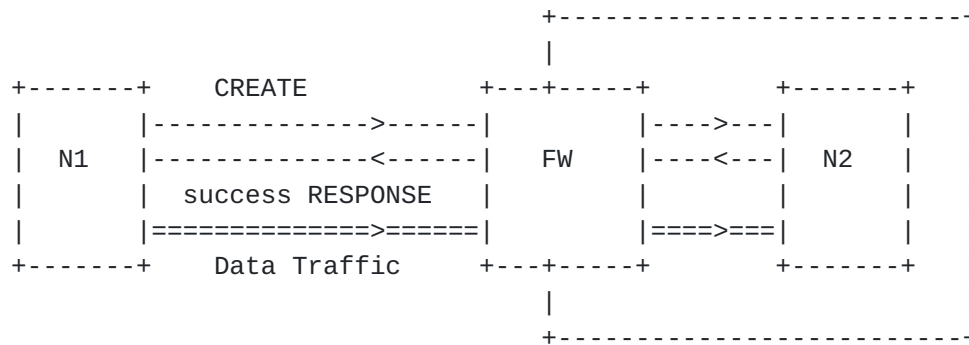 CREATE
N1 FW N2
success RESPONSE
Data Traffic